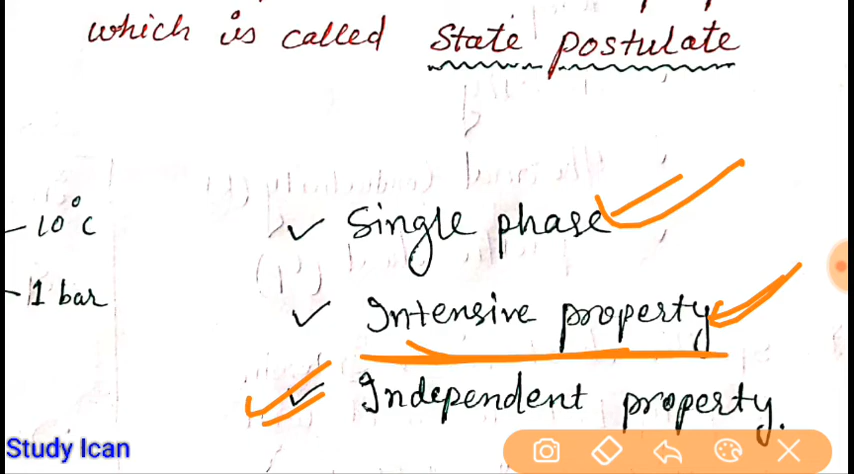 which is called State postulate
10°C
✓ Single phase
1 bar
✓ Intensive property
✓ Independent property.
Study Ican